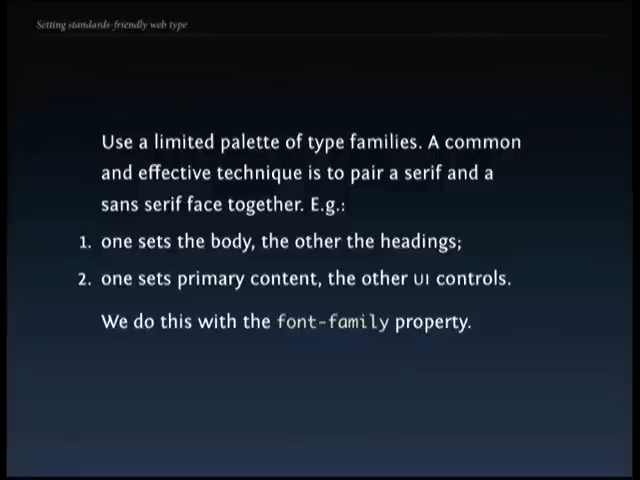 Setting standards-friendly web type
Use a limited palette of type families. A common
and effective technique is to pair a serif and a
sans serif face together. E.g.:
1. one sets the body, the other the headings;
2. one sets primary content, the other UI controls.
We do this with the font-family property.